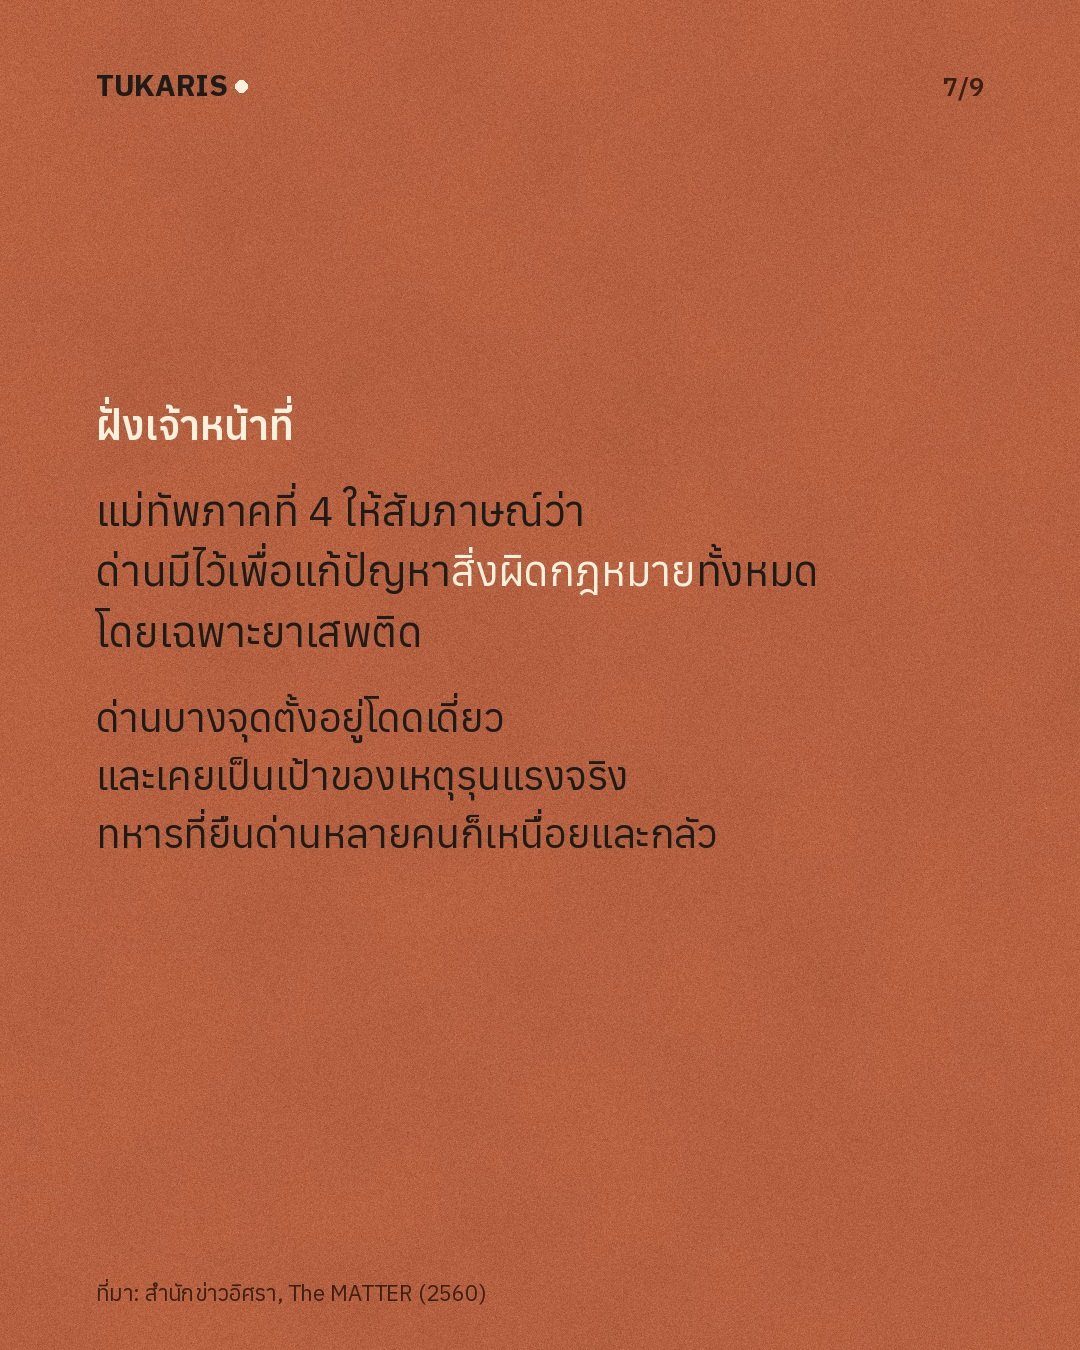 TUKARIS
7/9
ฝั่งเจ้าหน้าที่
แม่ทัพภาคที่ 4 ให้สัมภาษณ์ว่า
ด่านมีไว้เพื่อแก้ปัญหาสิ่งผิดกฎหมายทั้งหมด
โดยเฉพาะยาเสพติด
ด่านบางจุดตั้งอยู่โดดเดี่ยว
และเคยเป็นเป้าของเหตุรุนแรงจริง
ทหารที่ยืนด่านหลายคนก็เหนื่อยและกลัว
ที่มา: สำนักข่าวอิศรา, The MATTER (2560)